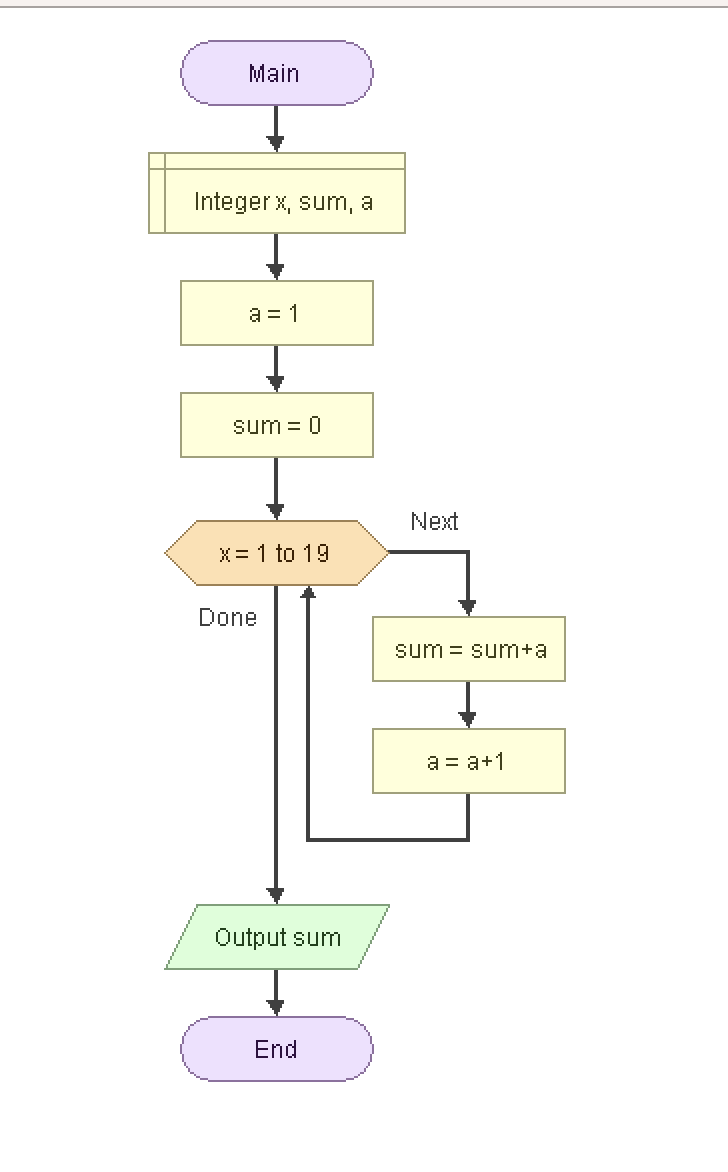 Main
Integer x, sum, a
a = 1
sum = 0
Next
x = 1 to 19
Done
sum = sum+a
a = a+1
Output sum
End